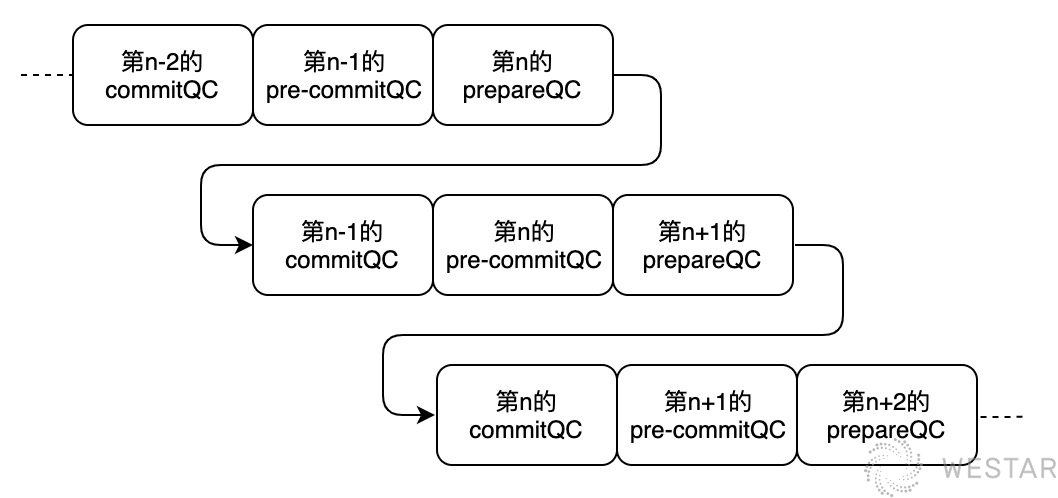 第n-2的
commitQC
第n-1的
pre-commitQC
第n的
prepareQC
第n-1的
commitQC
第n的
pre-commitQC
第n+1的
prepareQC
第n的
commitQC
第n+1的
pre-commitQC
第n+2的
prepareQC
WESTAR